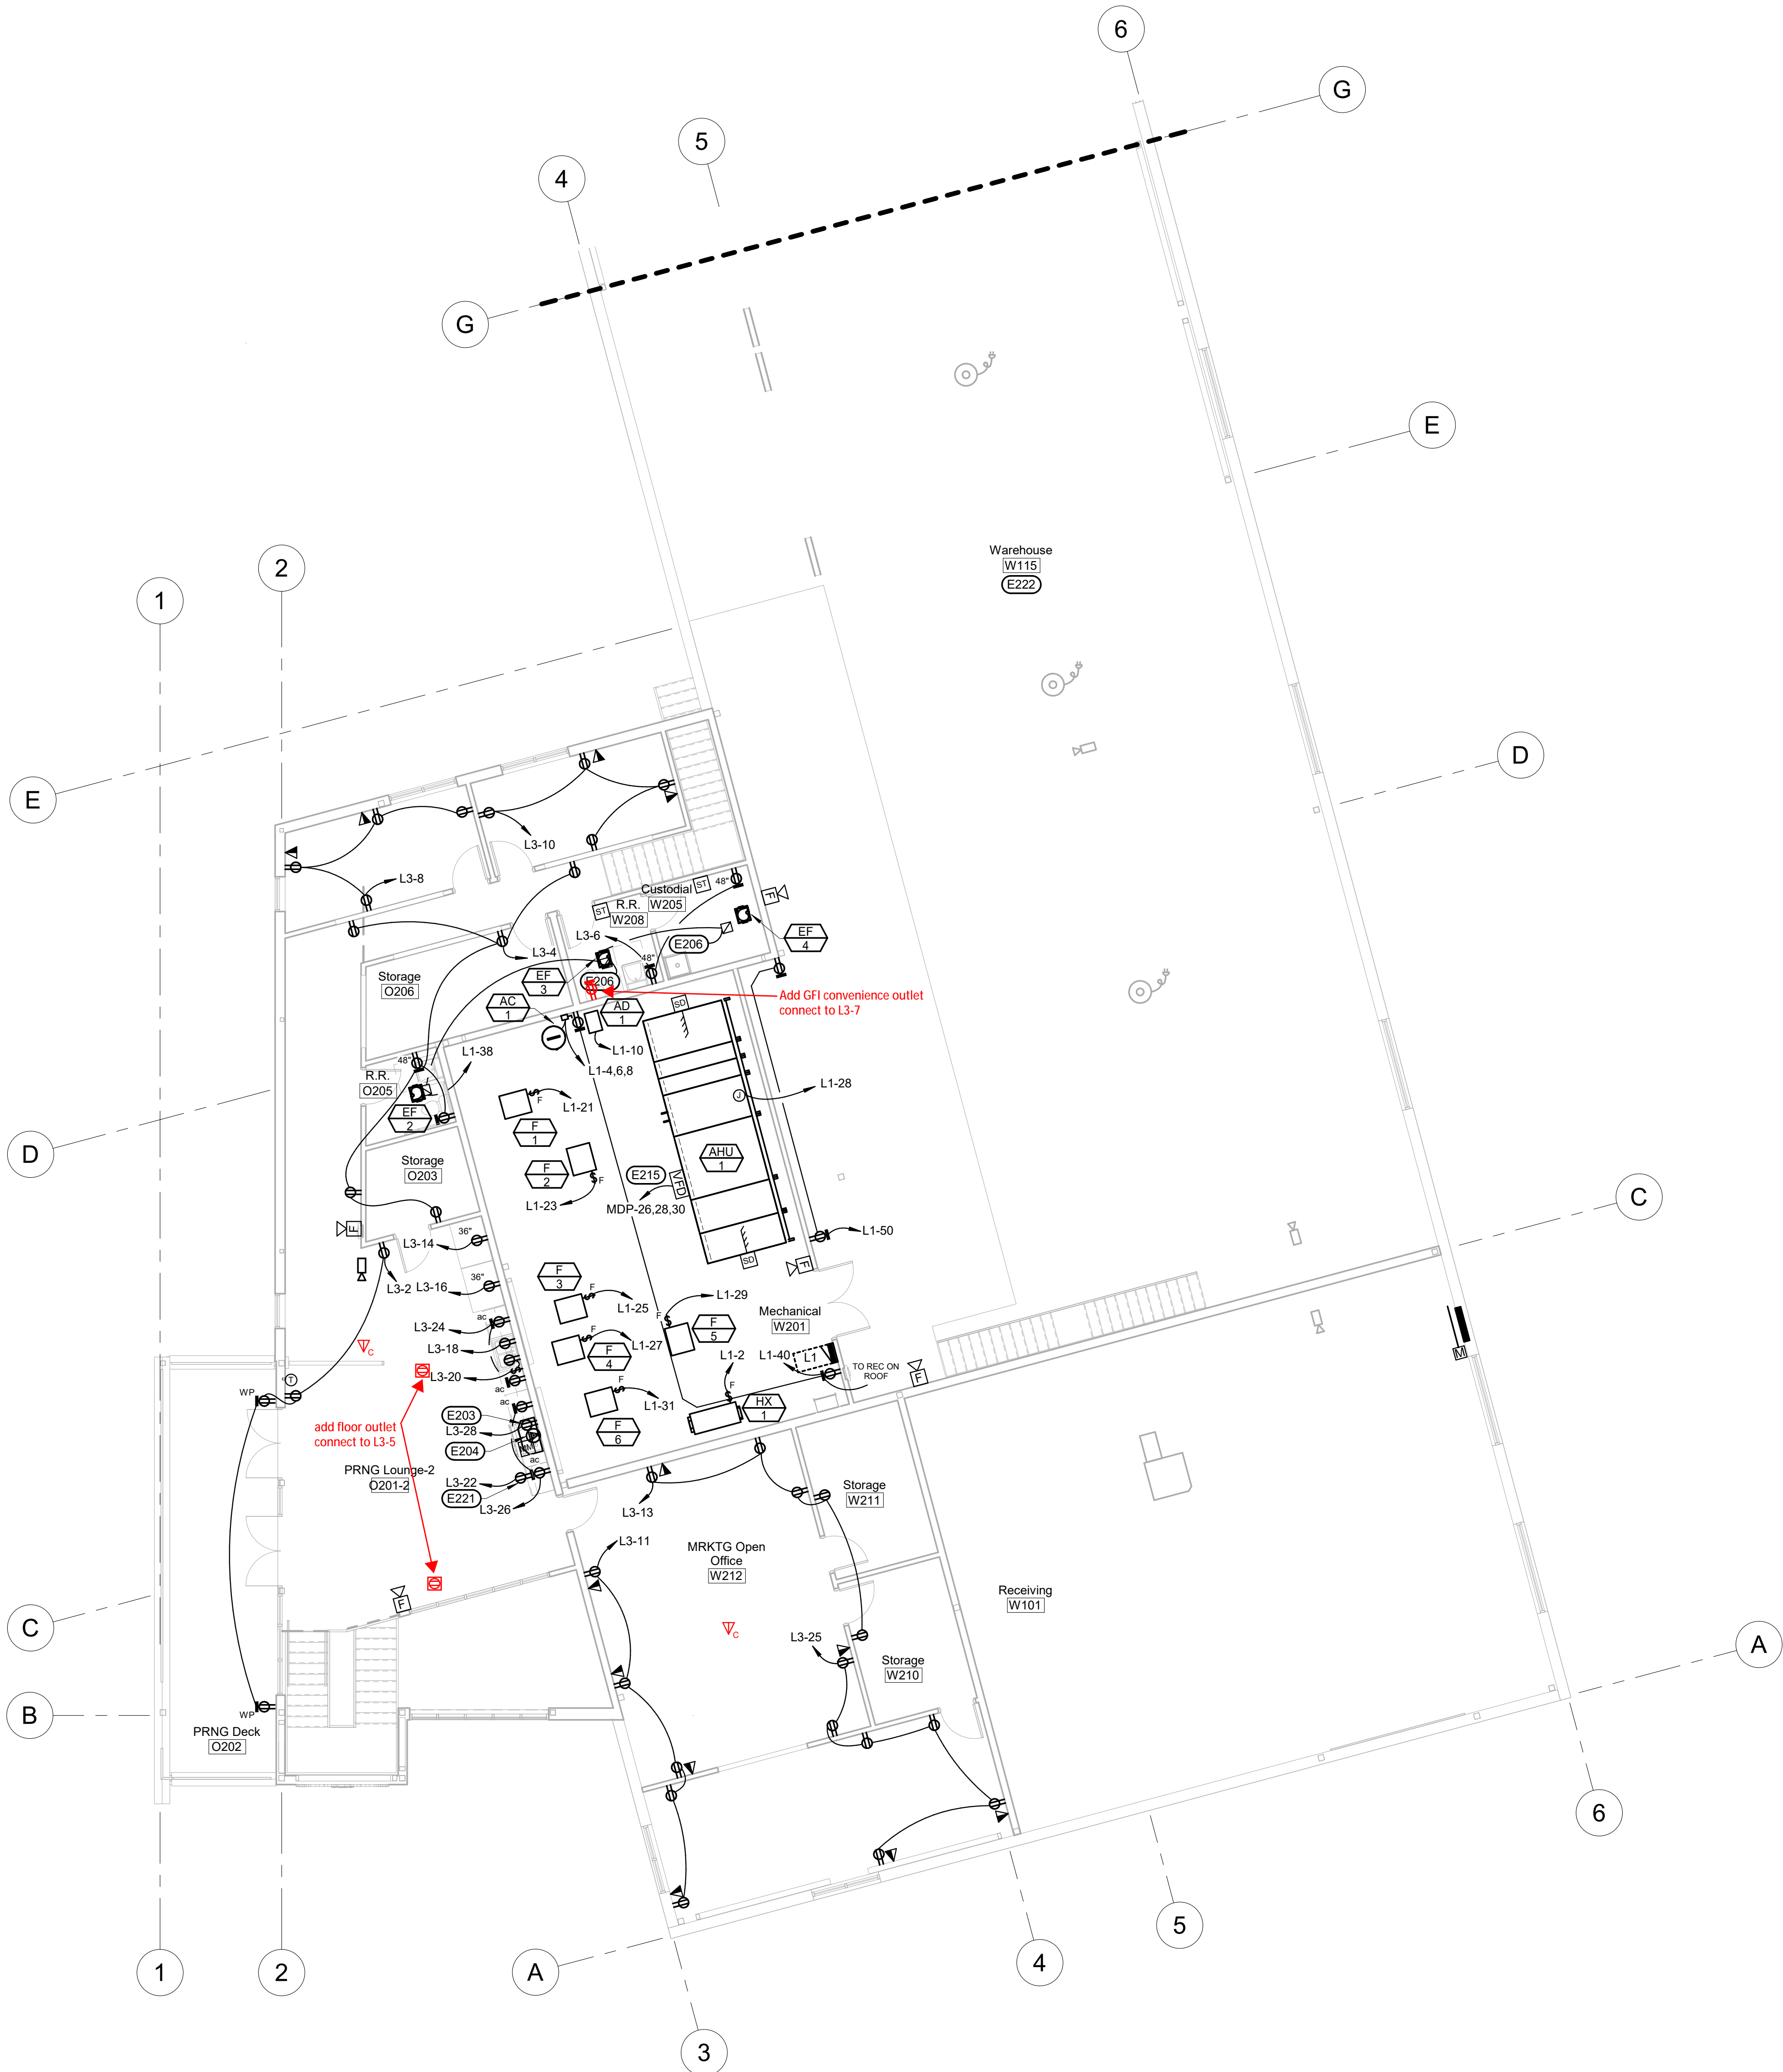 6
G
5
4
G
E
Warehouse
W115
E222
2
1
D
E
L3-10
L3-8
Custodial
W205
ST
48"
F
R.R.
W208
ST
L3-6
E206
EF
4
L3-4
48"
Storage
O206
EF
3
E206
AC
1
AD
1
SD
Add GFI convenience outlet
connect to L3-7
L1-10
L1-38
48"
L1-4,6,8
R.R.
O205
L1-28
J
L1-21
F
EF
2
F
1
D
AHU
1
Storage
O203
F
2
F
E215
VFD
L1-23
MDP-26,28,30
C
F
36"
L3-14
L1-50
SD
F
L3-2
L3-16
36"
F
3
F
L1-25
L1-29
F
F
5
Mechanical
W201
ac
L3-24
L3-18
F
L1-27
F
4
L1-2
L1-40
L1
TO REC ON
ROOF
F
M
C
L3-20
T
WP
ac
F
F
L1-31
HX
1
ac
E203
L3-28
E204
F
6
add floor outlet
connect to L3-5
PRNG Lounge-2
O201-2
ac
L3-22
E221
L3-26
L3-13
Storage
W211
L3-11
MRKTG Open
Office
W212
Receiving
W101
F
C
C
L3-25
Storage
W210
A
B
WP
PRNG Deck
O202
6
5
4
A
1
2
3